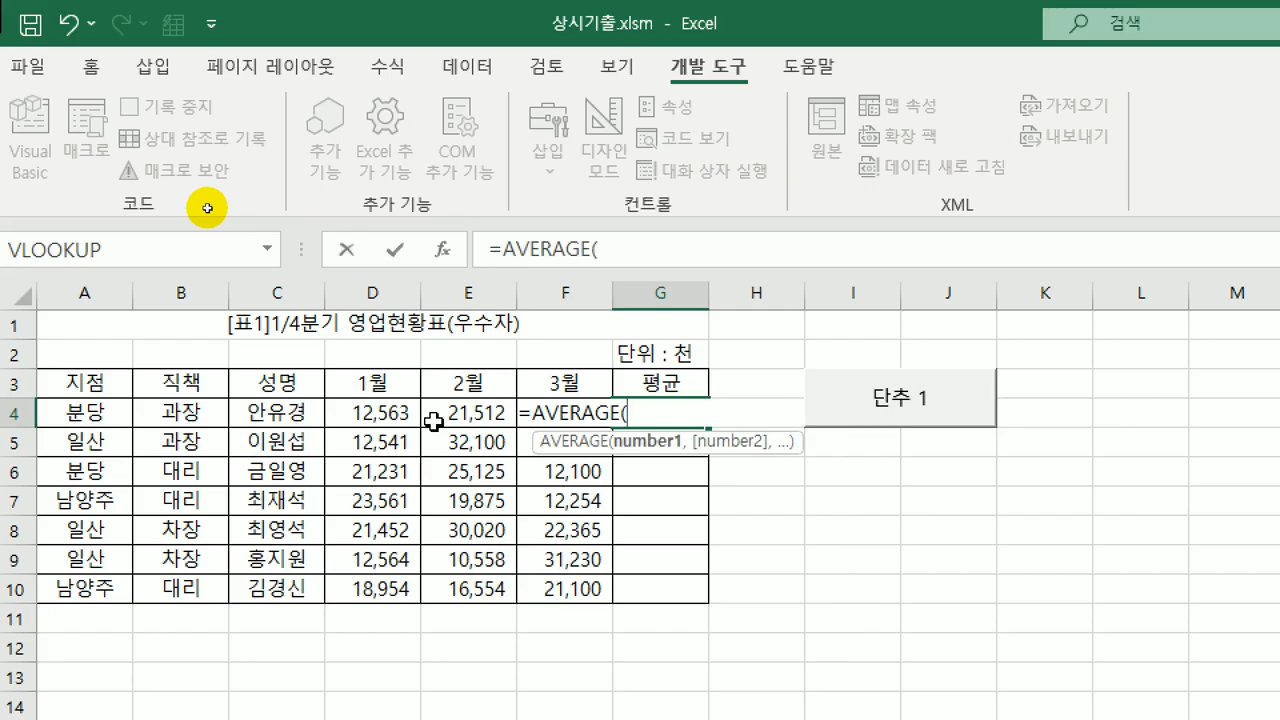 상시기출.xlsm - Excel 검색
파일 홈 삽입 페이지 레이아웃 수식 데이터 검토 보기 개발 도구 도움말
Visual Basic 매크로 기록 중지 상대 참조로 기록 매크로 보안
추가 기능 Excel 추가 기능 COM 추가 기능
삽입 디자인 모드 속성 코드 보기 대화 상자 실행
원본 맵 속성 확장 팩 데이터 새로 고침 가져오기 내보내기
코드 추가 기능 컨트롤 XML
VLOOKUP fx =AVERAGE(
A B C D E F G H I J K L M
1 [표1]1/4분기 영업현황표(우수자)
2 단위 : 천
3 지점 직책 성명 1월 2월 3월 평균
단추 1
4 분당 과장 안유경 12,563 21,512 =AVERAGE(
5 일산 과장 이원섭 12,541 32,100 AVERAGE(number1, [number2], ...)
6 분당 대리 금일영 21,231 25,125 12,100
7 남양주 대리 최재석 23,561 19,875 12,254
8 일산 차장 최영석 21,452 30,020 22,365
9 일산 차장 홍지원 12,564 10,558 31,230
10 남양주 대리 김경신 18,954 16,554 21,100
11
12
13
14